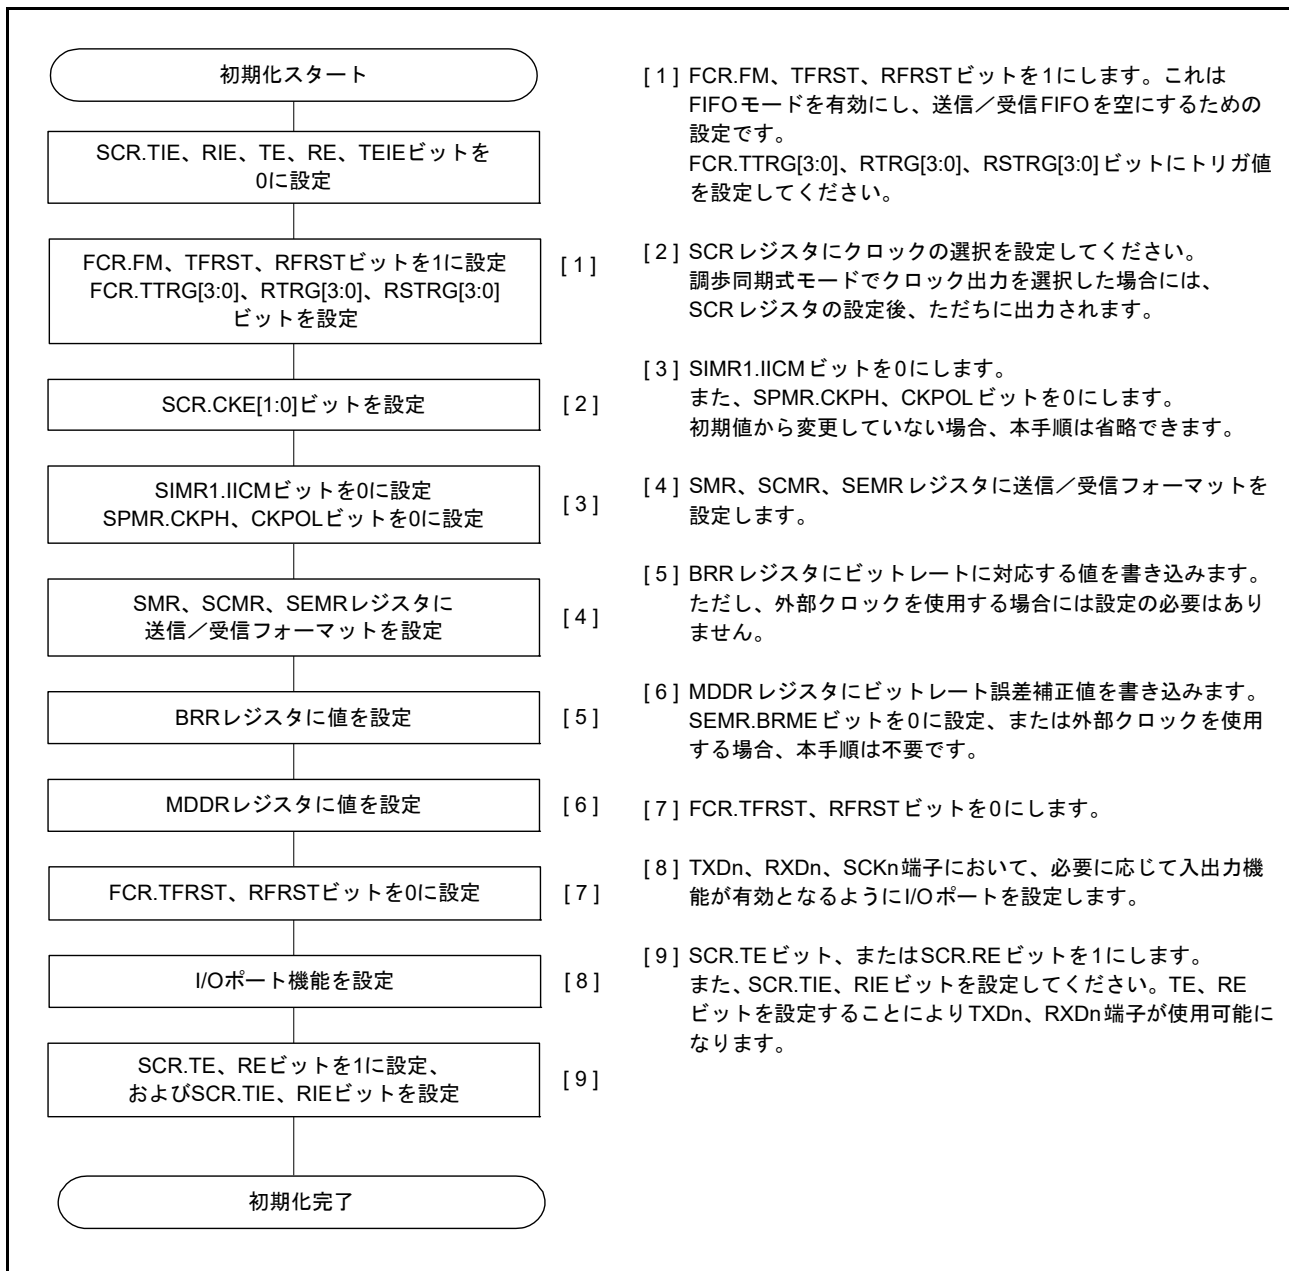 初期化スタート
SCR.TIE、RIE、TE、RE、TEIEビットを
0に設定
FCR.FM、TFRST、RFRSTビットを1に設定
FCR.TTRG[3:0]、RTRG[3:0]、RSTRG[3:0]
ビットを設定
[ 1 ]
SCR.CKE[1:0]ビットを設定
[ 2 ]
SIMR1.IICMビットを0に設定
SPMR.CKPH、CKPOLビットを0に設定
[ 3 ]
SMR、SCMR、SEMRレジスタに
送信／受信フォーマットを設定
[ 4 ]
BRRレジスタに値を設定
[ 5 ]
MDDRレジスタに値を設定
[ 6 ]
FCR.TFRST、RFRSTビットを0に設定
[ 7 ]
I/Oポート機能を設定
[ 8 ]
SCR.TE、REビットを1に設定、
およびSCR.TIE、RIEビットを設定
[ 9 ]
初期化完了
[ 1 ] FCR.FM、TFRST、RFRSTビットを1にします。これは
FIFOモードを有効にし、送信／受信FIFOを空にするための
設定です。
FCR.TTRG[3:0]、RTRG[3:0]、RSTRG[3:0]ビットにトリガ値
を設定してください。
[ 2 ] SCRレジスタにクロックの選択を設定してください。
調歩同期式モードでクロック出力を選択した場合には、
SCRレジスタの設定後、ただちに出力されます。
[ 3 ] SIMR1.IICMビットを0にします。
また、SPMR.CKPH、CKPOLビットを0にします。
初期値から変更していない場合、本手順は省略できます。
[ 4 ] SMR、SCMR、SEMRレジスタに送信／受信フォーマットを
設定します。
[ 5 ] BRRレジスタにビットレートに対応する値を書き込みます。
ただし、外部クロックを使用する場合には設定の必要はあり
ません。
[ 6 ] MDDRレジスタにビットレート誤差補正値を書き込みます。
SEMR.BRMEビットを0に設定、または外部クロックを使用
する場合、本手順は不要です。
[ 7 ] FCR.TFRST、RFRSTビットを0にします。
[ 8 ] TXDn、RXDn、SCKn端子において、必要に応じて入出力機
能が有効となるようにI/Oポートを設定します。
[ 9 ] SCR.TEビット、またはSCR.REビットを1にします。
また、SCR.TIE、RIEビットを設定してください。TE、RE
ビットを設定することによりTXDn、RXDn端子が使用可能に
なります。